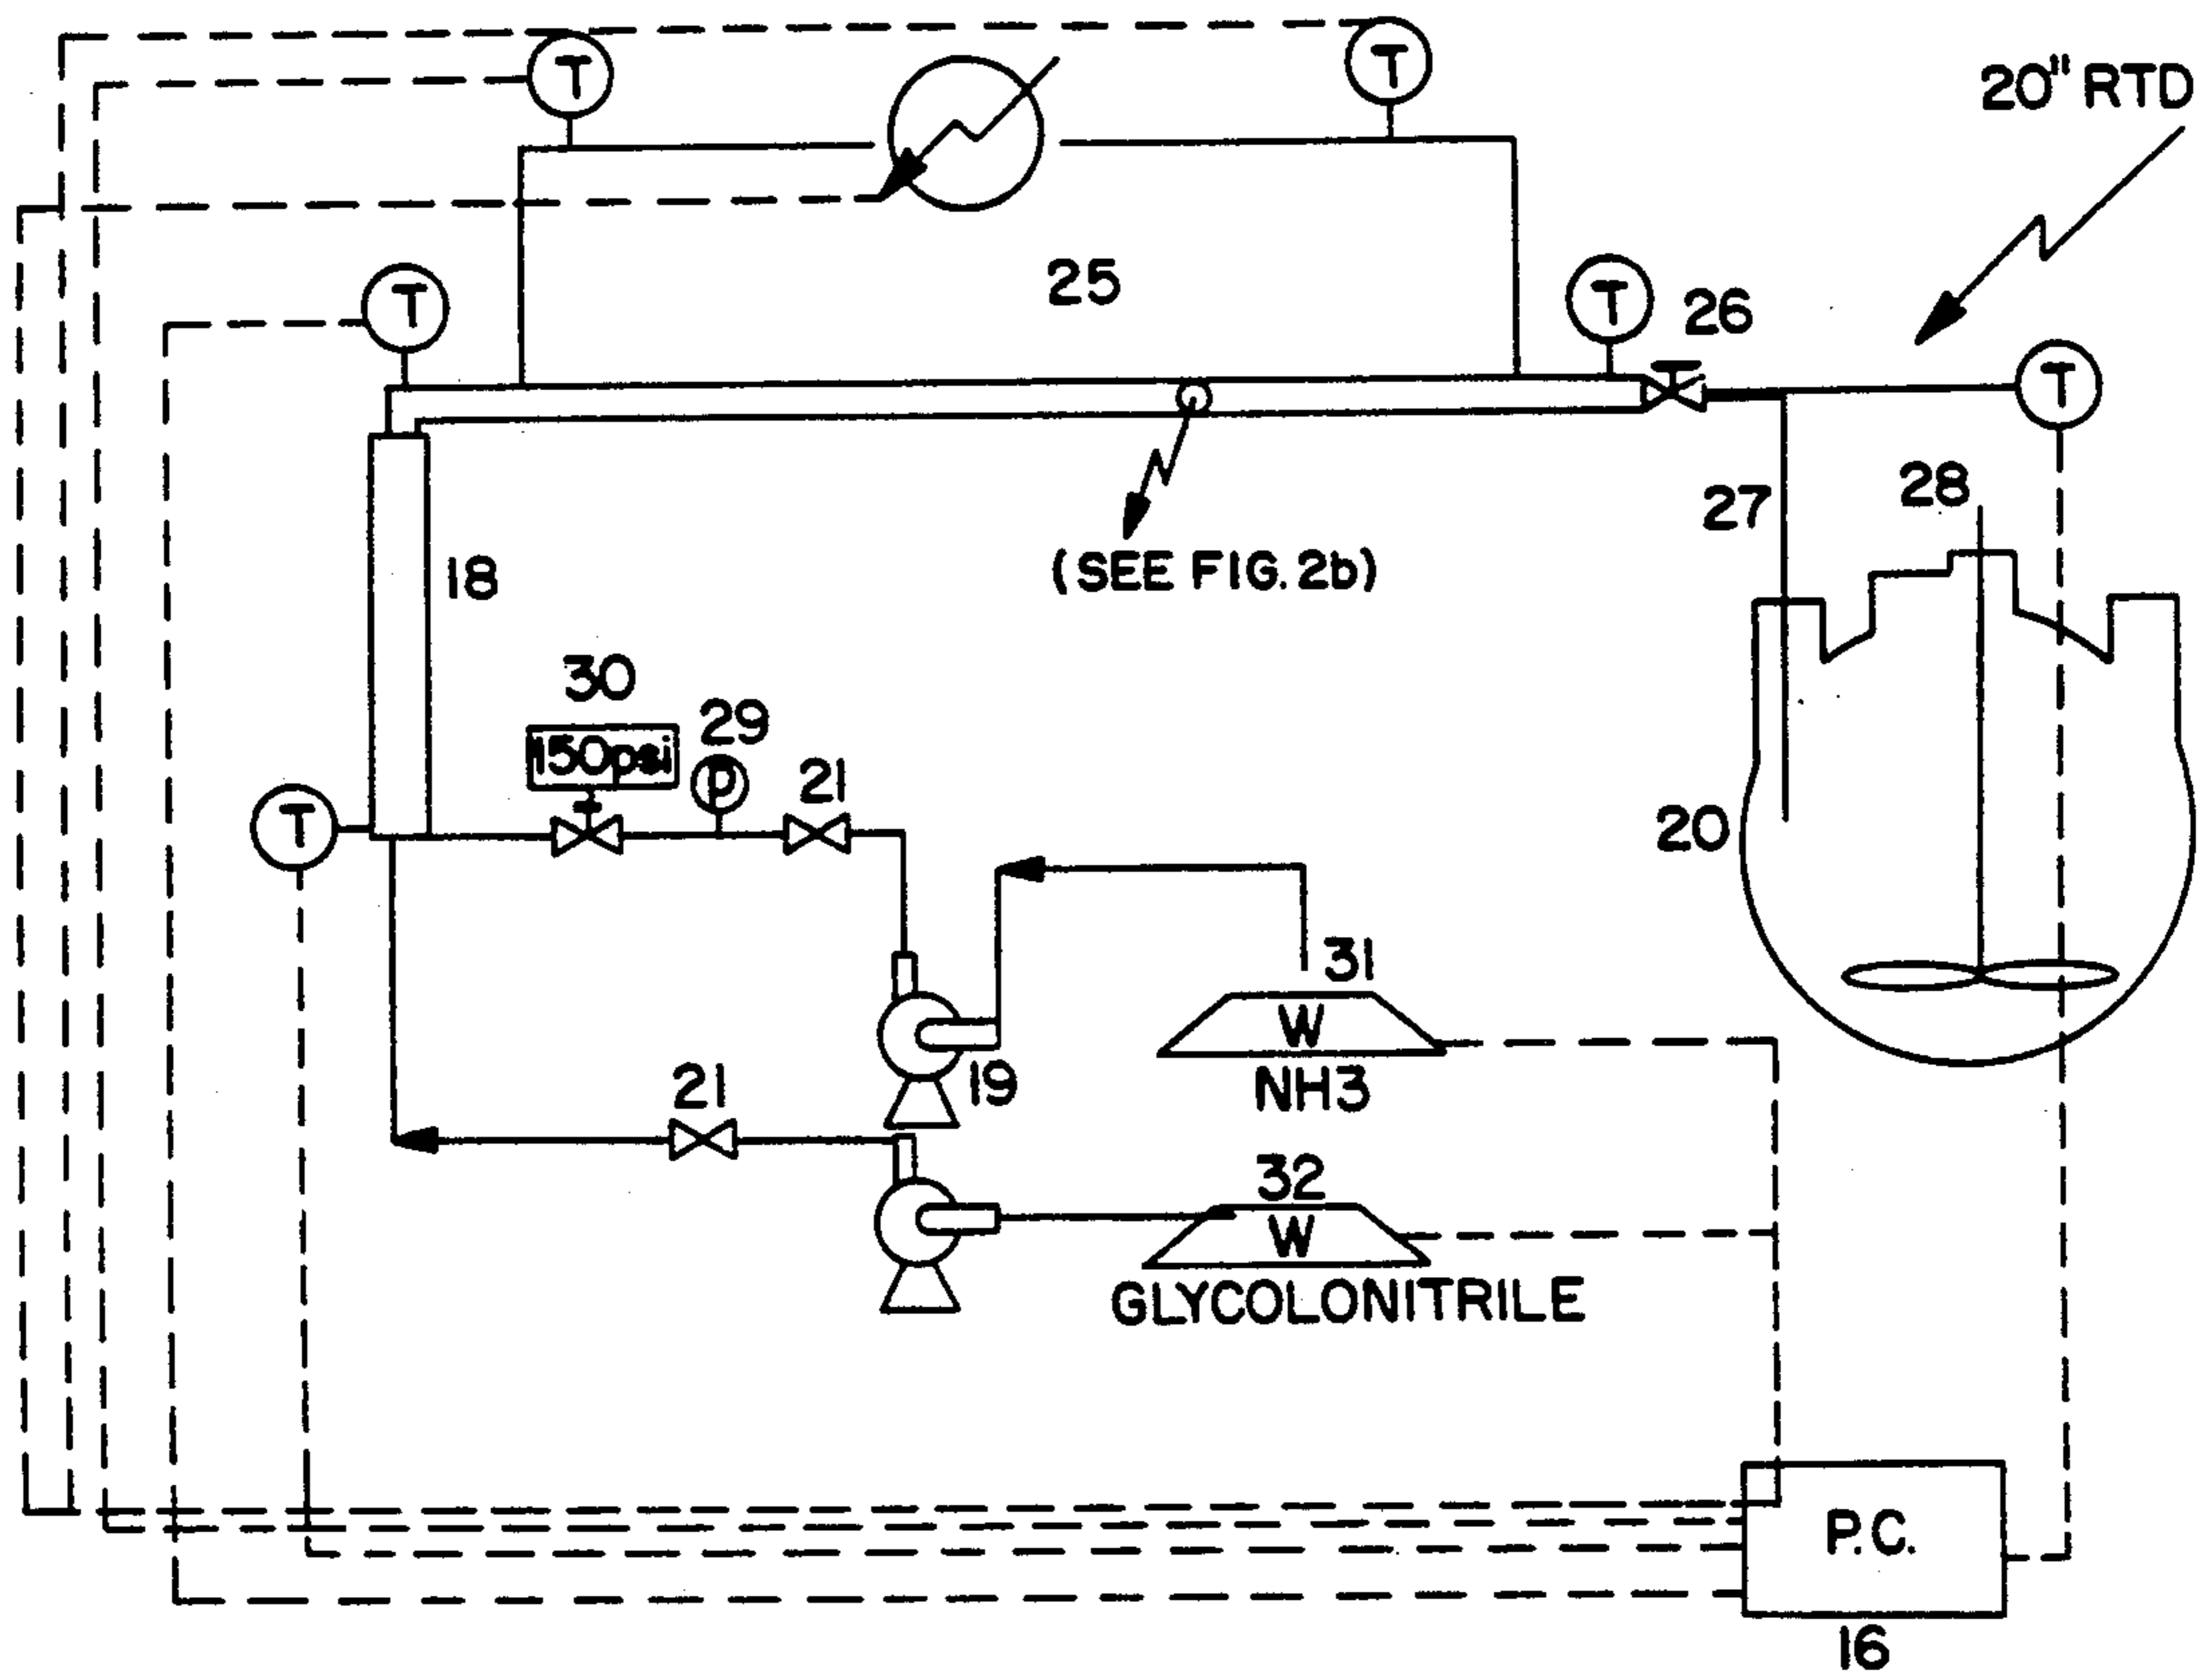 T
T
20" RTD
25
T
T
26
T
27
28
(SEE FIG. 2b)
18
30
150psi
29
P
21
T
20
31
W
NH3
19
21
32
W
GLYCOLONITRILE
P.C.
16